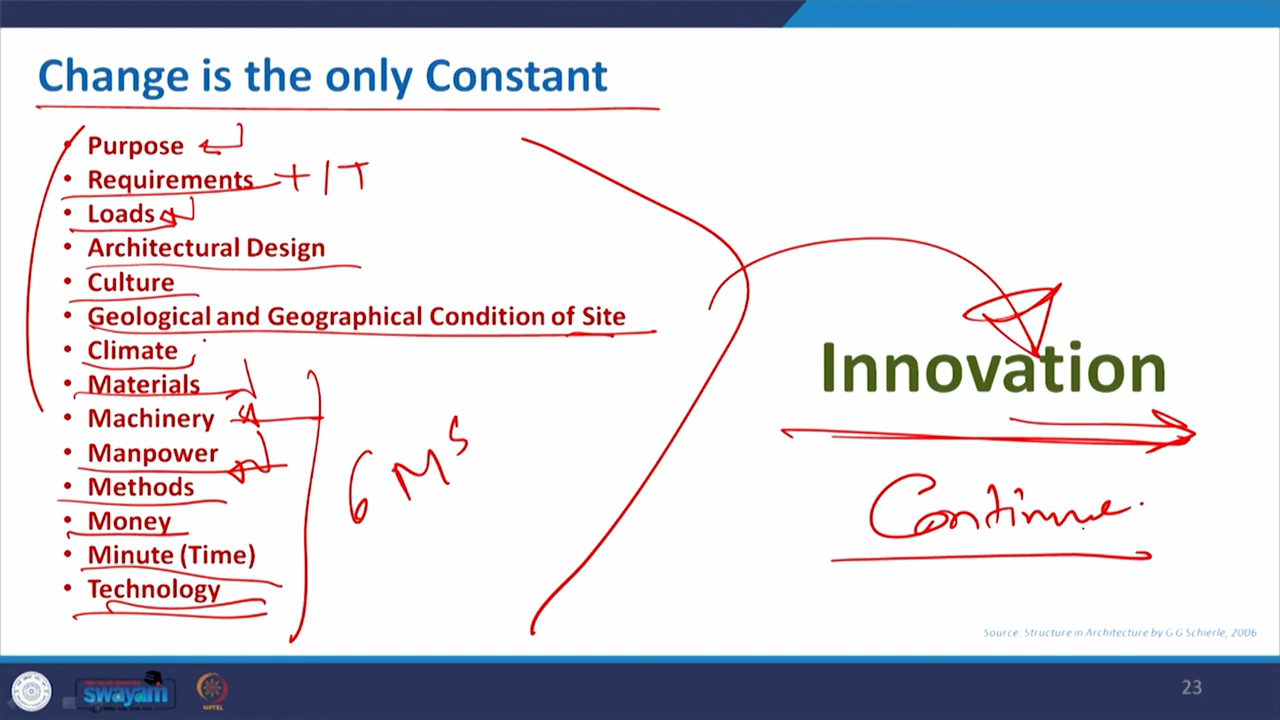 Change is the only Constant
• Purpose
• Requirements + IT
• Loads
• Architectural Design
• Culture
• Geological and Geographical Condition of Site
• Climate
• Materials
• Machinery
• Manpower
• Methods
• Money
• Minute (Time)
• Technology
6 Ms
Innovation
Continue
Source: Structure in Architecture by G G Schierle, 2006
swayam
NPTEL
23